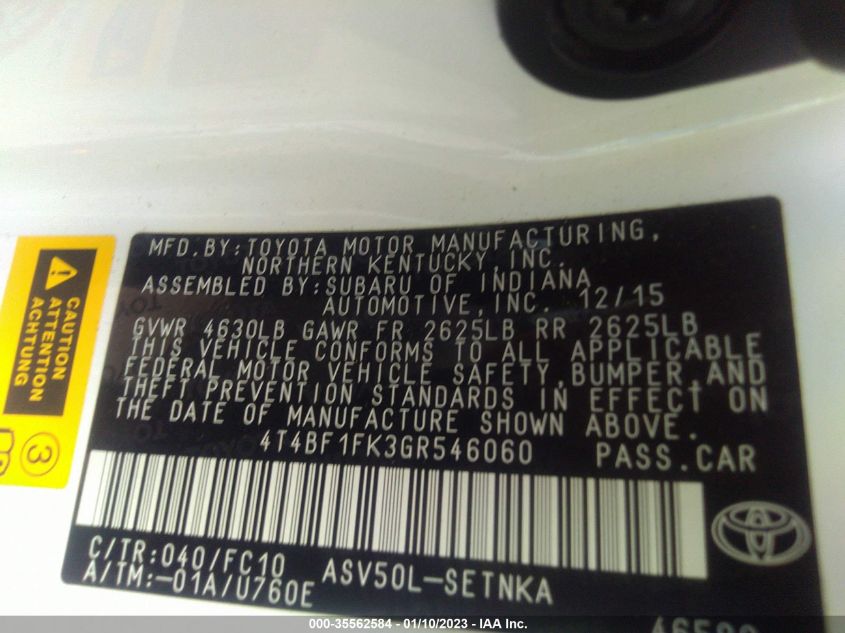 MFD.BY:TOYOTA MOTOR MANUFACTURING,
NORTHERN KENTUCKY, INC.
ASSEMBLED BY:SUBARU OF INDIANA
AUTOMOTIVE,INC. 12/15
GVWR 4630LB GAWR FR 2625LB RR 2625LB
THIS VEHICLE CONFORMS TO ALL APPLICABLE
FEDERAL MOTOR VEHICLE SAFETY,BUMPER,AND
THEFT PREVENTION STANDARDS IN EFFECT ON
THE DATE OF MANUFACTURE SHOWN ABOVE.
4T4BF1FK3GR546060 PASS.CAR
C/TR:040/FC10 ASV50L-SETNKA
A/TM:-01A/U760E
CAUTION
ATTENTION
ACHTUNG
3
000-35562584 - 01/10/2023 - IAA Inc.